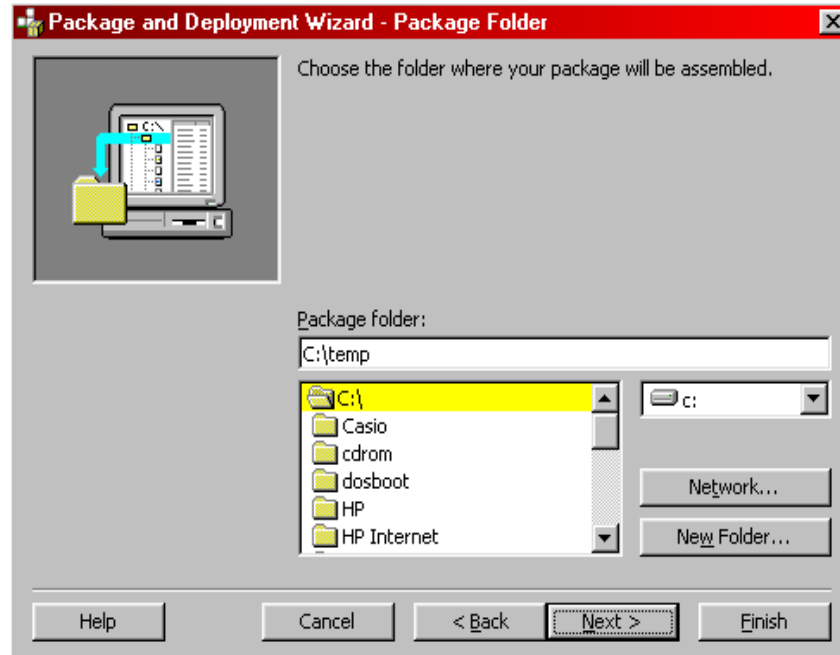 Package and Deployment Wizard - Package Folder
Choose the folder where your package will be assembled.
C:\
Package folder:
C:\temp
C:\
c:
Casio
cdrom
dosboot
Network...
HP
HP Internet
New Folder...
Help
Cancel
< Back
Next >
Finish